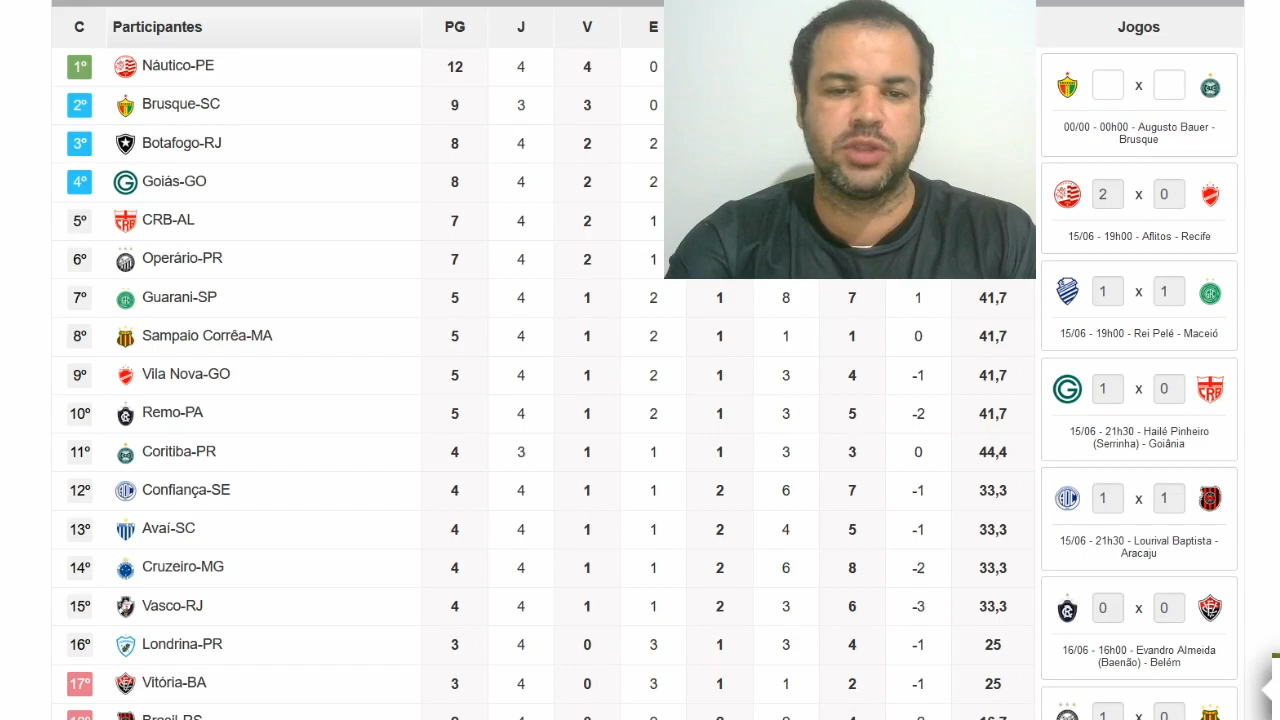 C Participantes PG J V E
1º Náutico-PE 12 4 4 0
2º Brusque-SC 9 3 3 0
3º Botafogo-RJ 8 4 2 2
4º Goiás-GO 8 4 2 2
5º CRB-AL 7 4 2 1
6º Operário-PR 7 4 2 1
7º Guarani-SP 5 4 1 2 1 8 7 1 41,7
8º Sampaio Corrêa-MA 5 4 1 2 1 1 1 0 41,7
9º Vila Nova-GO 5 4 1 2 1 3 4 -1 41,7
10º Remo-PA 5 4 1 2 1 3 5 -2 41,7
11º Coritiba-PR 4 3 1 1 1 3 3 0 44,4
12º Confiança-SE 4 4 1 1 2 6 7 -1 33,3
13º Avaí-SC 4 4 1 1 2 4 5 -1 33,3
14º Cruzeiro-MG 4 4 1 1 2 6 8 -2 33,3
15º Vasco-RJ 4 4 1 1 2 3 6 -3 33,3
16º Londrina-PR 3 4 0 3 1 3 4 -1 25
17º Vitória-BA 3 4 0 3 1 1 2 -1 25
Jogos
x
00/00 - 00h00 - Augusto Bauer -
Brusque
2 x 0
15/06 - 19h00 - Aflitos - Recife
1 x 1
15/06 - 19h00 - Rei Pelé - Maceió
1 x 0
CRB
15/06 - 21h30 - Hailé Pinheiro
(Serrinha) - Goiânia
1 x 1
15/06 - 21h30 - Lourival Baptista -
Aracaju
0 x 0
16/06 - 16h00 - Evandro Almeida
(Baenão) - Belém